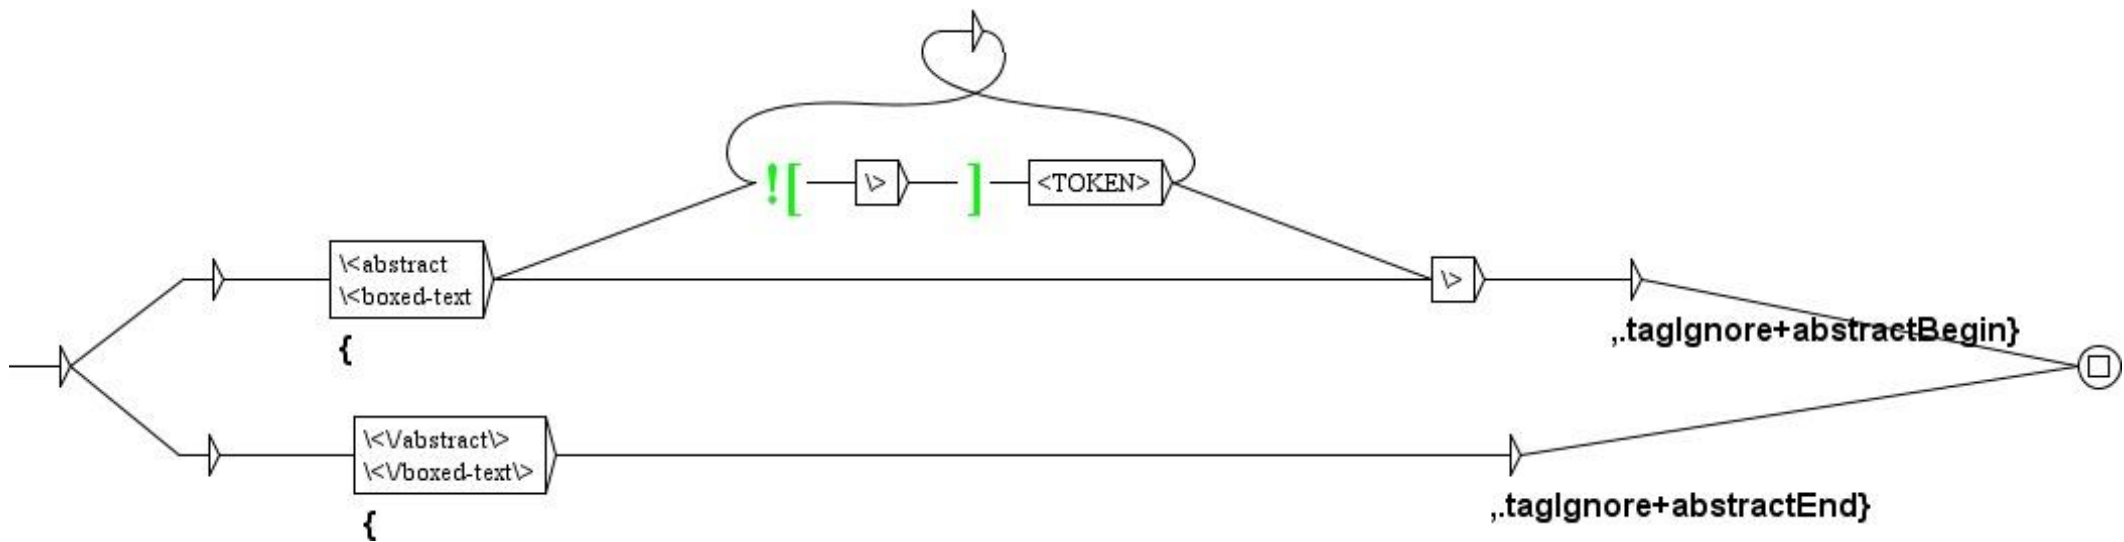 ![
\>
]
<TOKEN>
\<abstract
\<boxed-text
{
\>
,.tagIgnore+abstractBegin}
\<\/abstract\>
\<\/boxed-text\>
{
,.tagIgnore+abstractEnd}